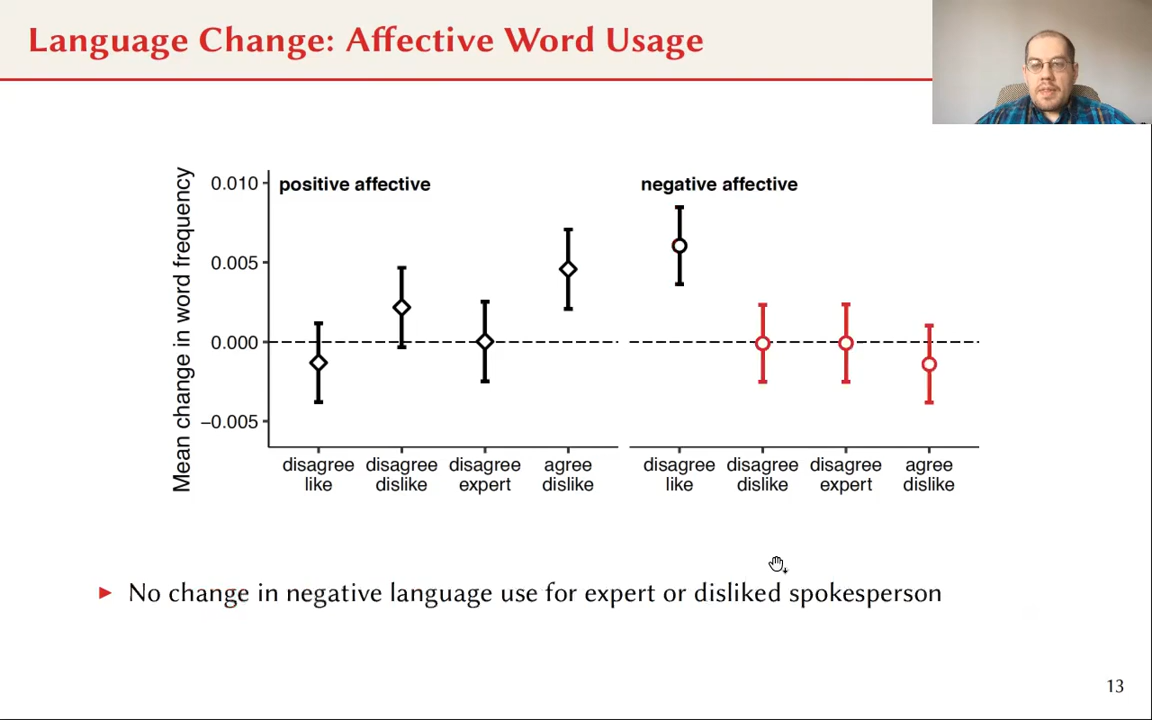 Language Change: Affective Word Usage
Mean change in word frequency
0.010
0.005
0.000
−0.005
positive affective
negative affective
disagree like
disagree dislike
disagree expert
agree dislike
disagree like
disagree dislike
disagree expert
agree dislike
No change in negative language use for expert or disliked spokesperson
13